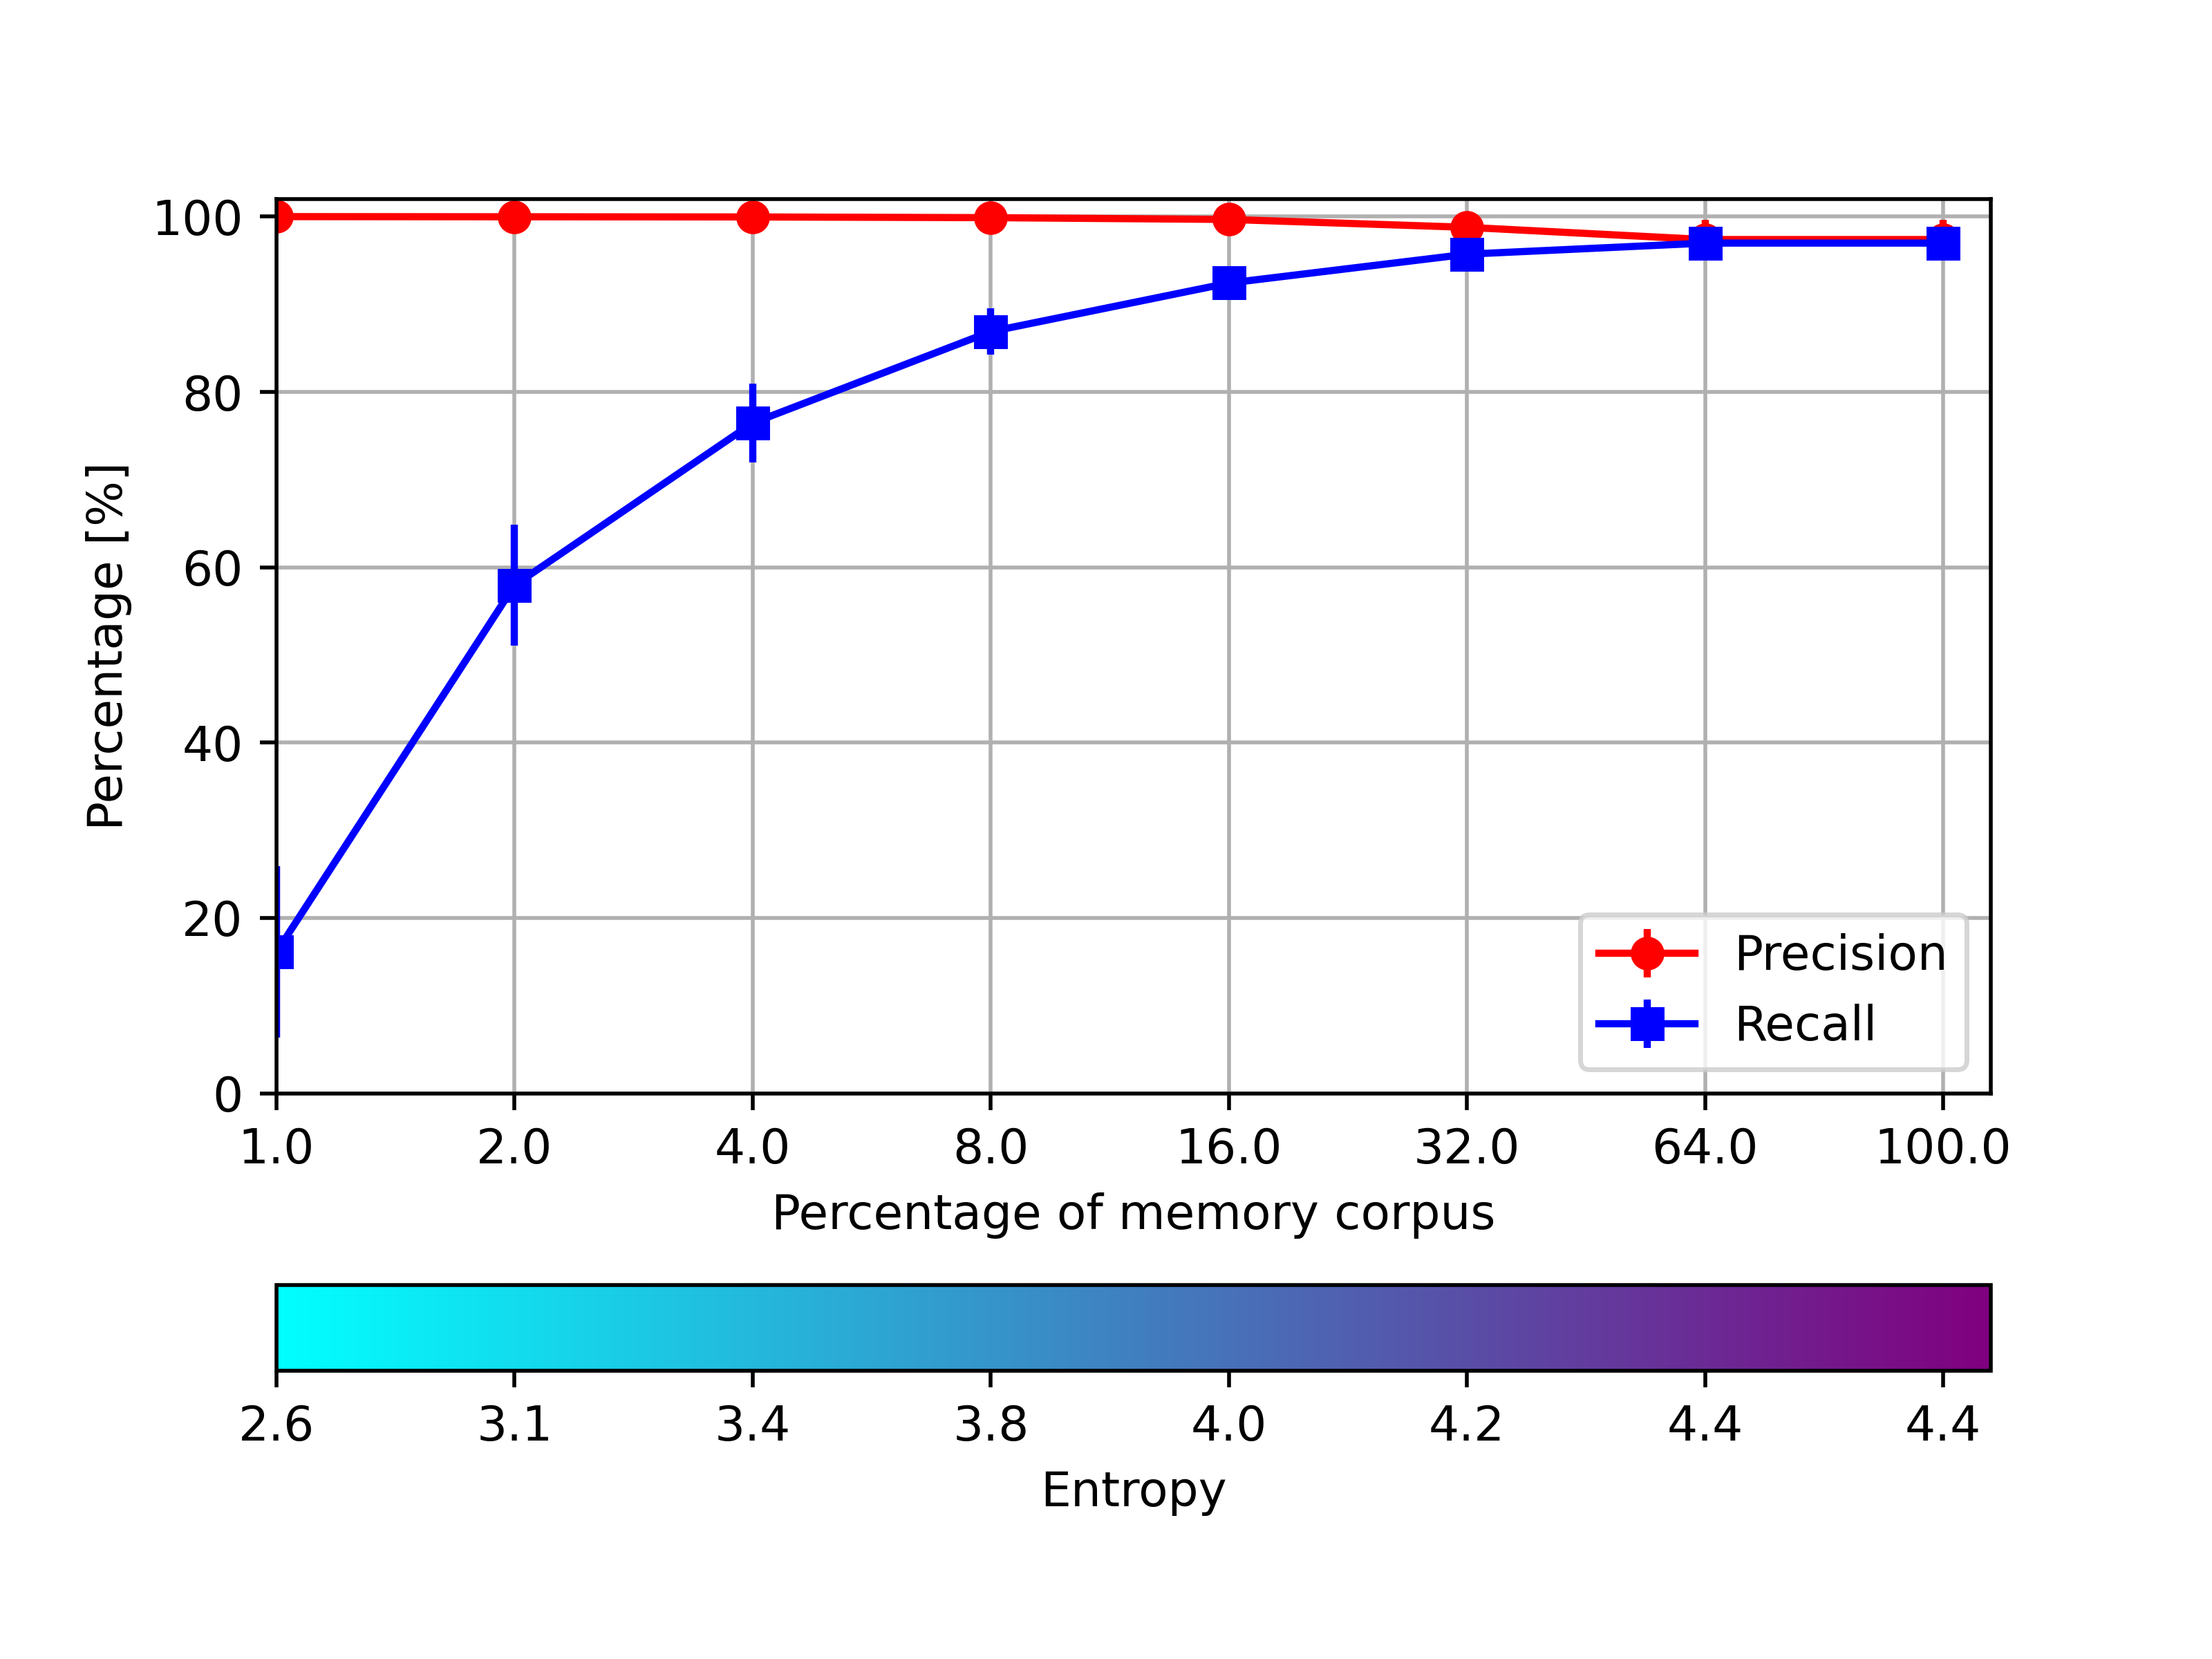 100
80
60
40
20
0
Percentage [%]
Precision
Recall
1.0 2.0 4.0 8.0 16.0 32.0 64.0 100.0
Percentage of memory corpus
2.6 3.1 3.4 3.8 4.0 4.2 4.4 4.4
Entropy